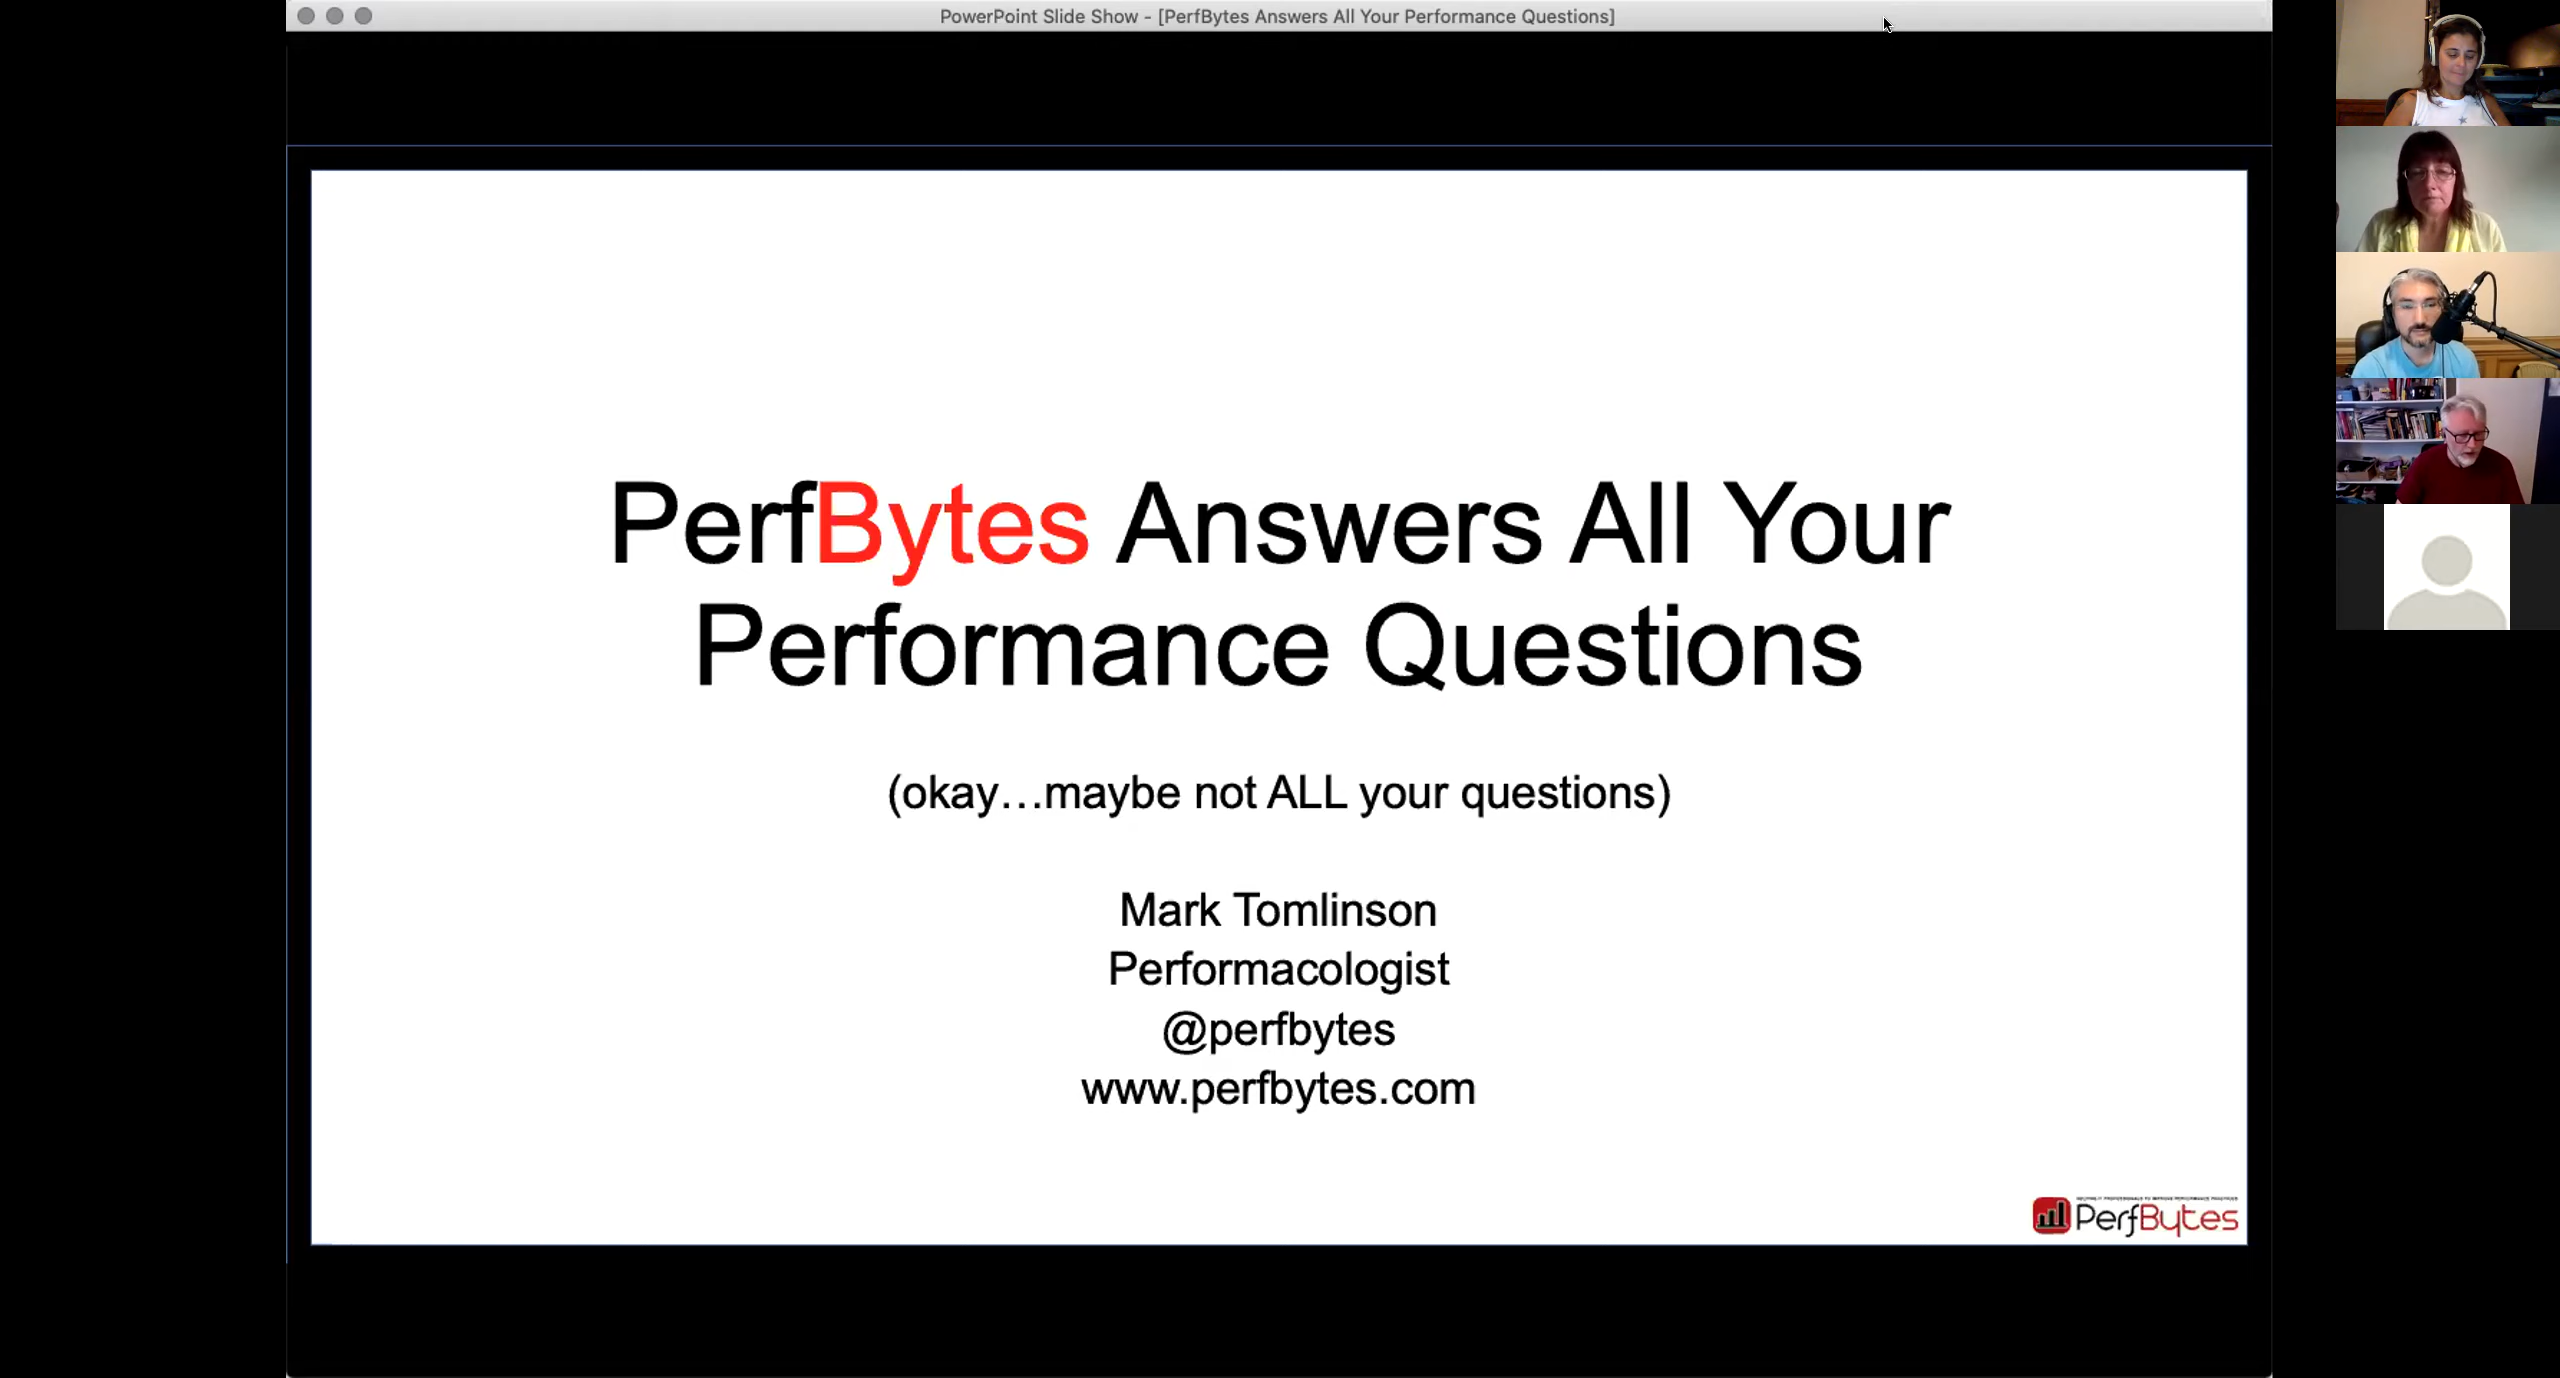 PowerPoint Slide Show - [PerfBytes Answers All Your Performance Questions]
PerfBytes Answers All Your
Performance Questions
(okay…maybe not ALL your questions)
Mark Tomlinson
Performacologist
@perfbytes
www.perfbytes.com
PerfBytes